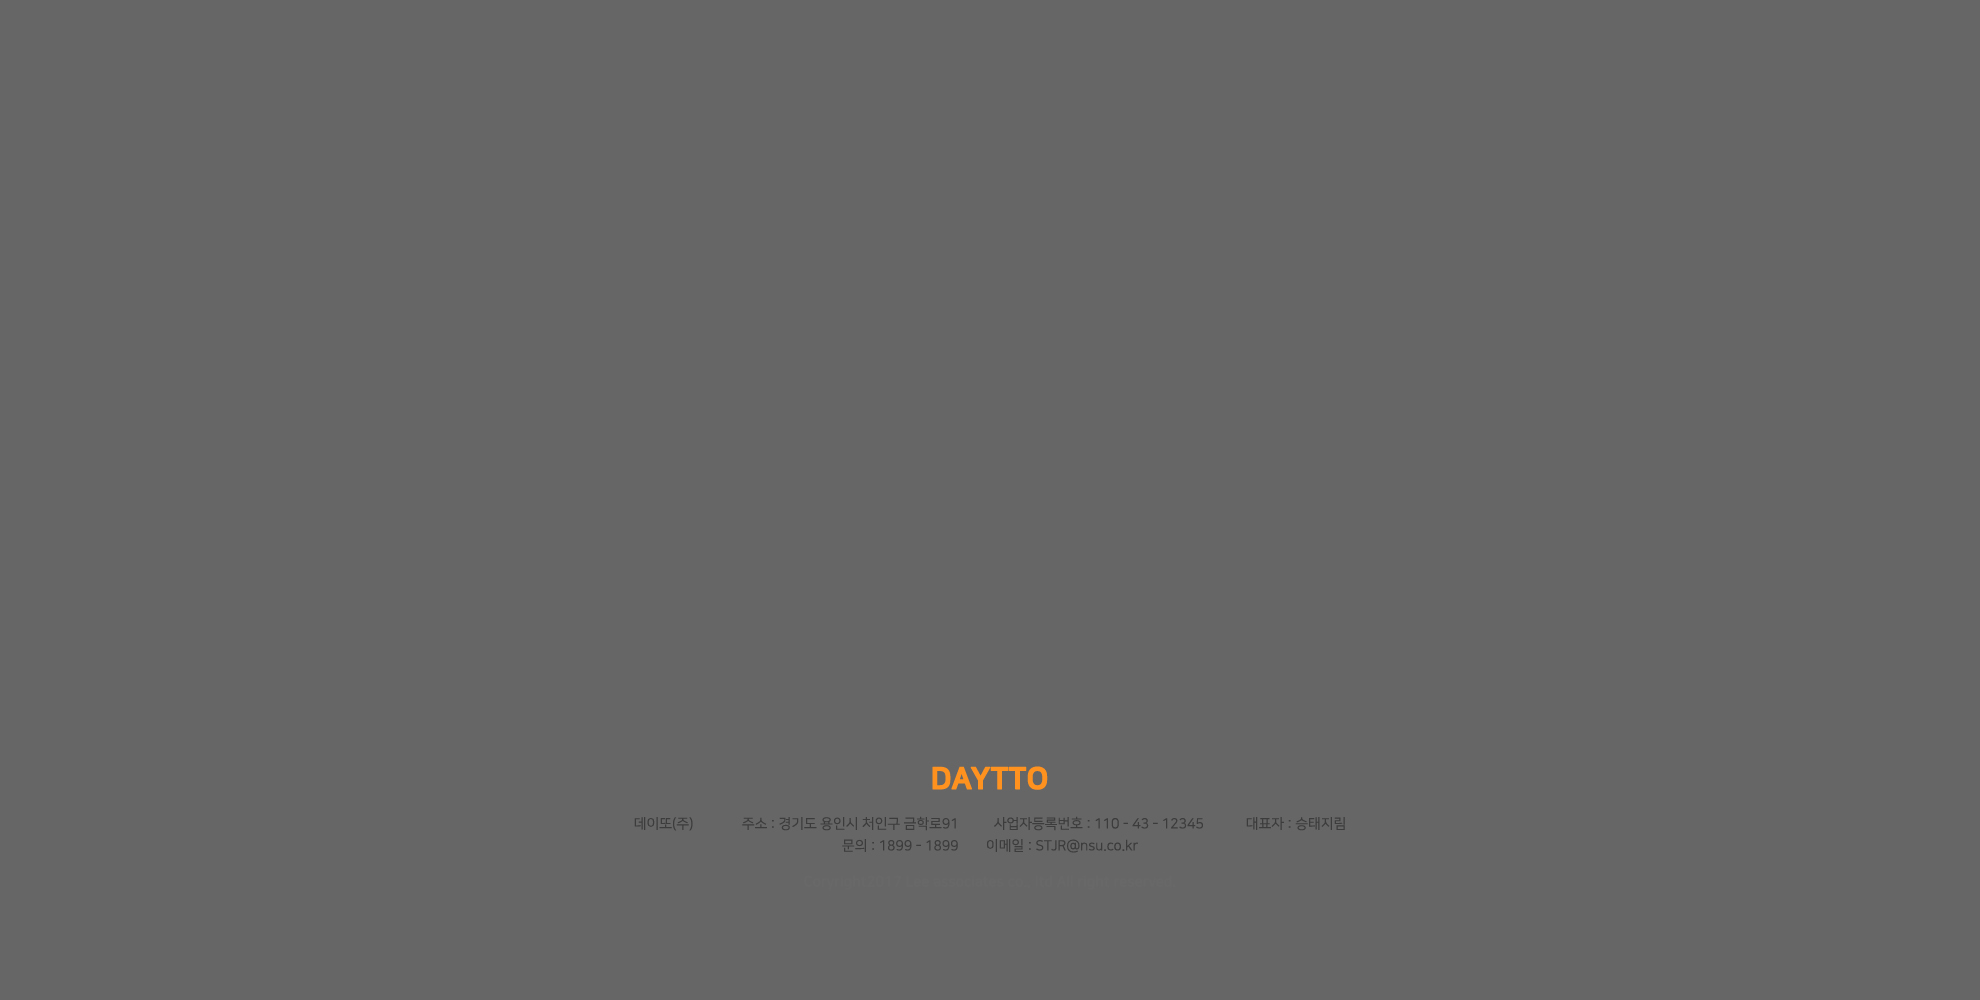 DAYTTO
데이또(주) 주소 : 경기도 용인시 처인구 금학로91 사업자등록번호 : 110 - 43 - 12345 대표자 : 승태지림
문의 : 1899 - 1899 이메일 : STJR@nsu.co.kr